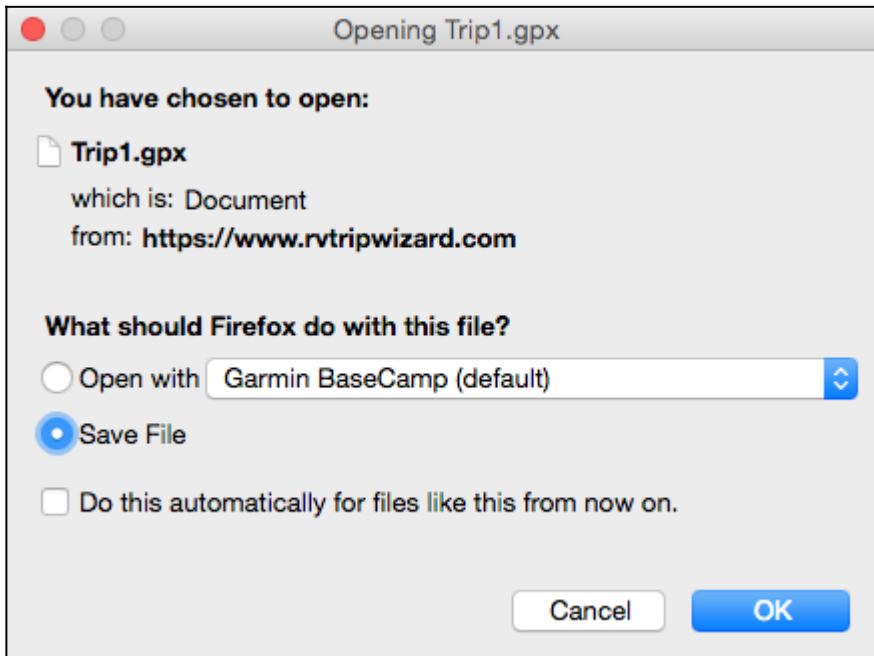 Opening Trip1.gpx
You have chosen to open:
Trip1.gpx
which is: Document
from: https://www.rvtripwizard.com
What should Firefox do with this file?
Open with Garmin BaseCamp (default)
Save File
Do this automatically for files like this from now on.
Cancel OK